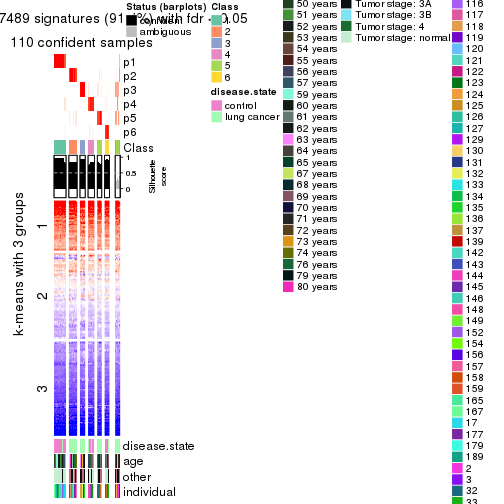 7489 signatures (91. %) with fdr < 0.05
110 confident samples
p1
p2
p3
p4
p5
p6
Class
1
0.5
0
Silhouette
score
k-means with 3 groups
1
2
3
disease.state
age
other
individual
Status (barplots)
confident
ambiguous
Class
1
2
3
4
5
6
disease.state
control
lung cancer
50 years
51 years
52 years
53 years
54 years
55 years
56 years
57 years
59 years
60 years
61 years
62 years
63 years
64 years
65 years
67 years
68 years
69 years
70 years
71 years
72 years
73 years
74 years
76 years
79 years
80 years
Tumor stage: 3A
Tumor stage: 3B
Tumor stage: 4
Tumor stage: normal
116
117
118
119
120
122
123
124
125
126
127
129
130
131
132
133
134
135
136
137
139
142
143
144
145
146
148
149
152
154
156
157
158
159
165
167
17
177
179
189
2
3
32
33